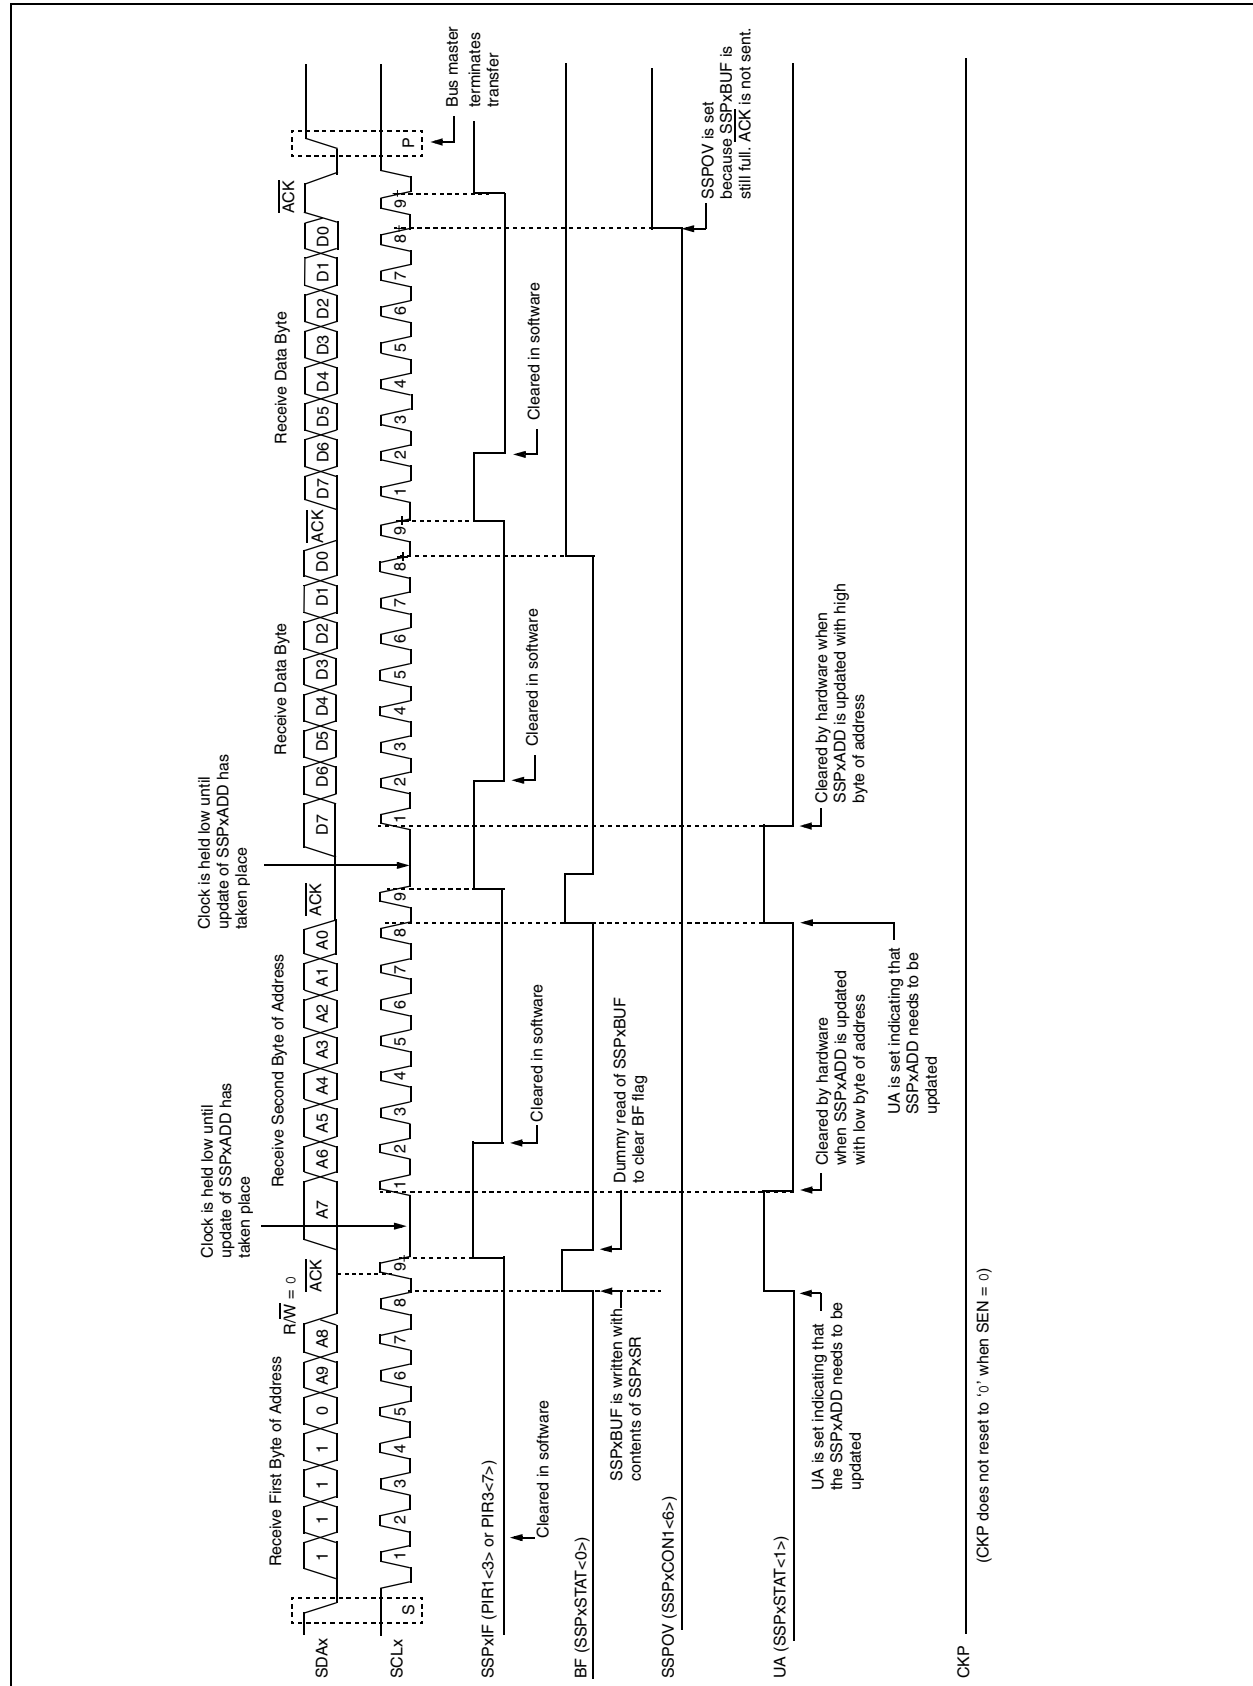 Receive First Byte of Address
R/W = 0
ACK
Clock is held low until
update of SSPxADD has
taken place
Receive Second Byte of Address
ACK
Clock is held low until
update of SSPxADD has
taken place
Receive Data Byte
ACK
Receive Data Byte
ACK
SDAx
1 1 1 1 0 A9 A8 A7 A6 A5 A4 A3 A2 A1 A0 D7 D6 D5 D4 D3 D2 D1 D0 D7 D6 D5 D4 D3 D2 D1 D0
SCLx
S 1 2 3 4 5 6 7 8 9 1 2 3 4 5 6 7 8 9 1 2 3 4 5 6 7 8 9 1 2 3 4 5 6 7 8 9 P
Bus master
terminates
transfer
SSPxIF (PIR1<3> or PIR3<7>)
Cleared in software
Cleared in software
Cleared in software
Cleared in software
BF (SSPxSTAT<0>)
SSPxBUF is written with
contents of SSPxSR
Dummy read of SSPxBUF
to clear BF flag
SSPOV (SSPxCON1<6>)
SSPOV is set
because SSPxBUF is
still full. ACK is not sent.
UA (SSPxSTAT<1>)
UA is set indicating that
the SSPxADD needs to be
updated
Cleared by hardware
when SSPxADD is updated
with low byte of address
UA is set indicating that
SSPxADD needs to be
updated
Cleared by hardware when
SSPxADD is updated with high
byte of address
CKP
(CKP does not reset to ‘0’ when SEN = 0)